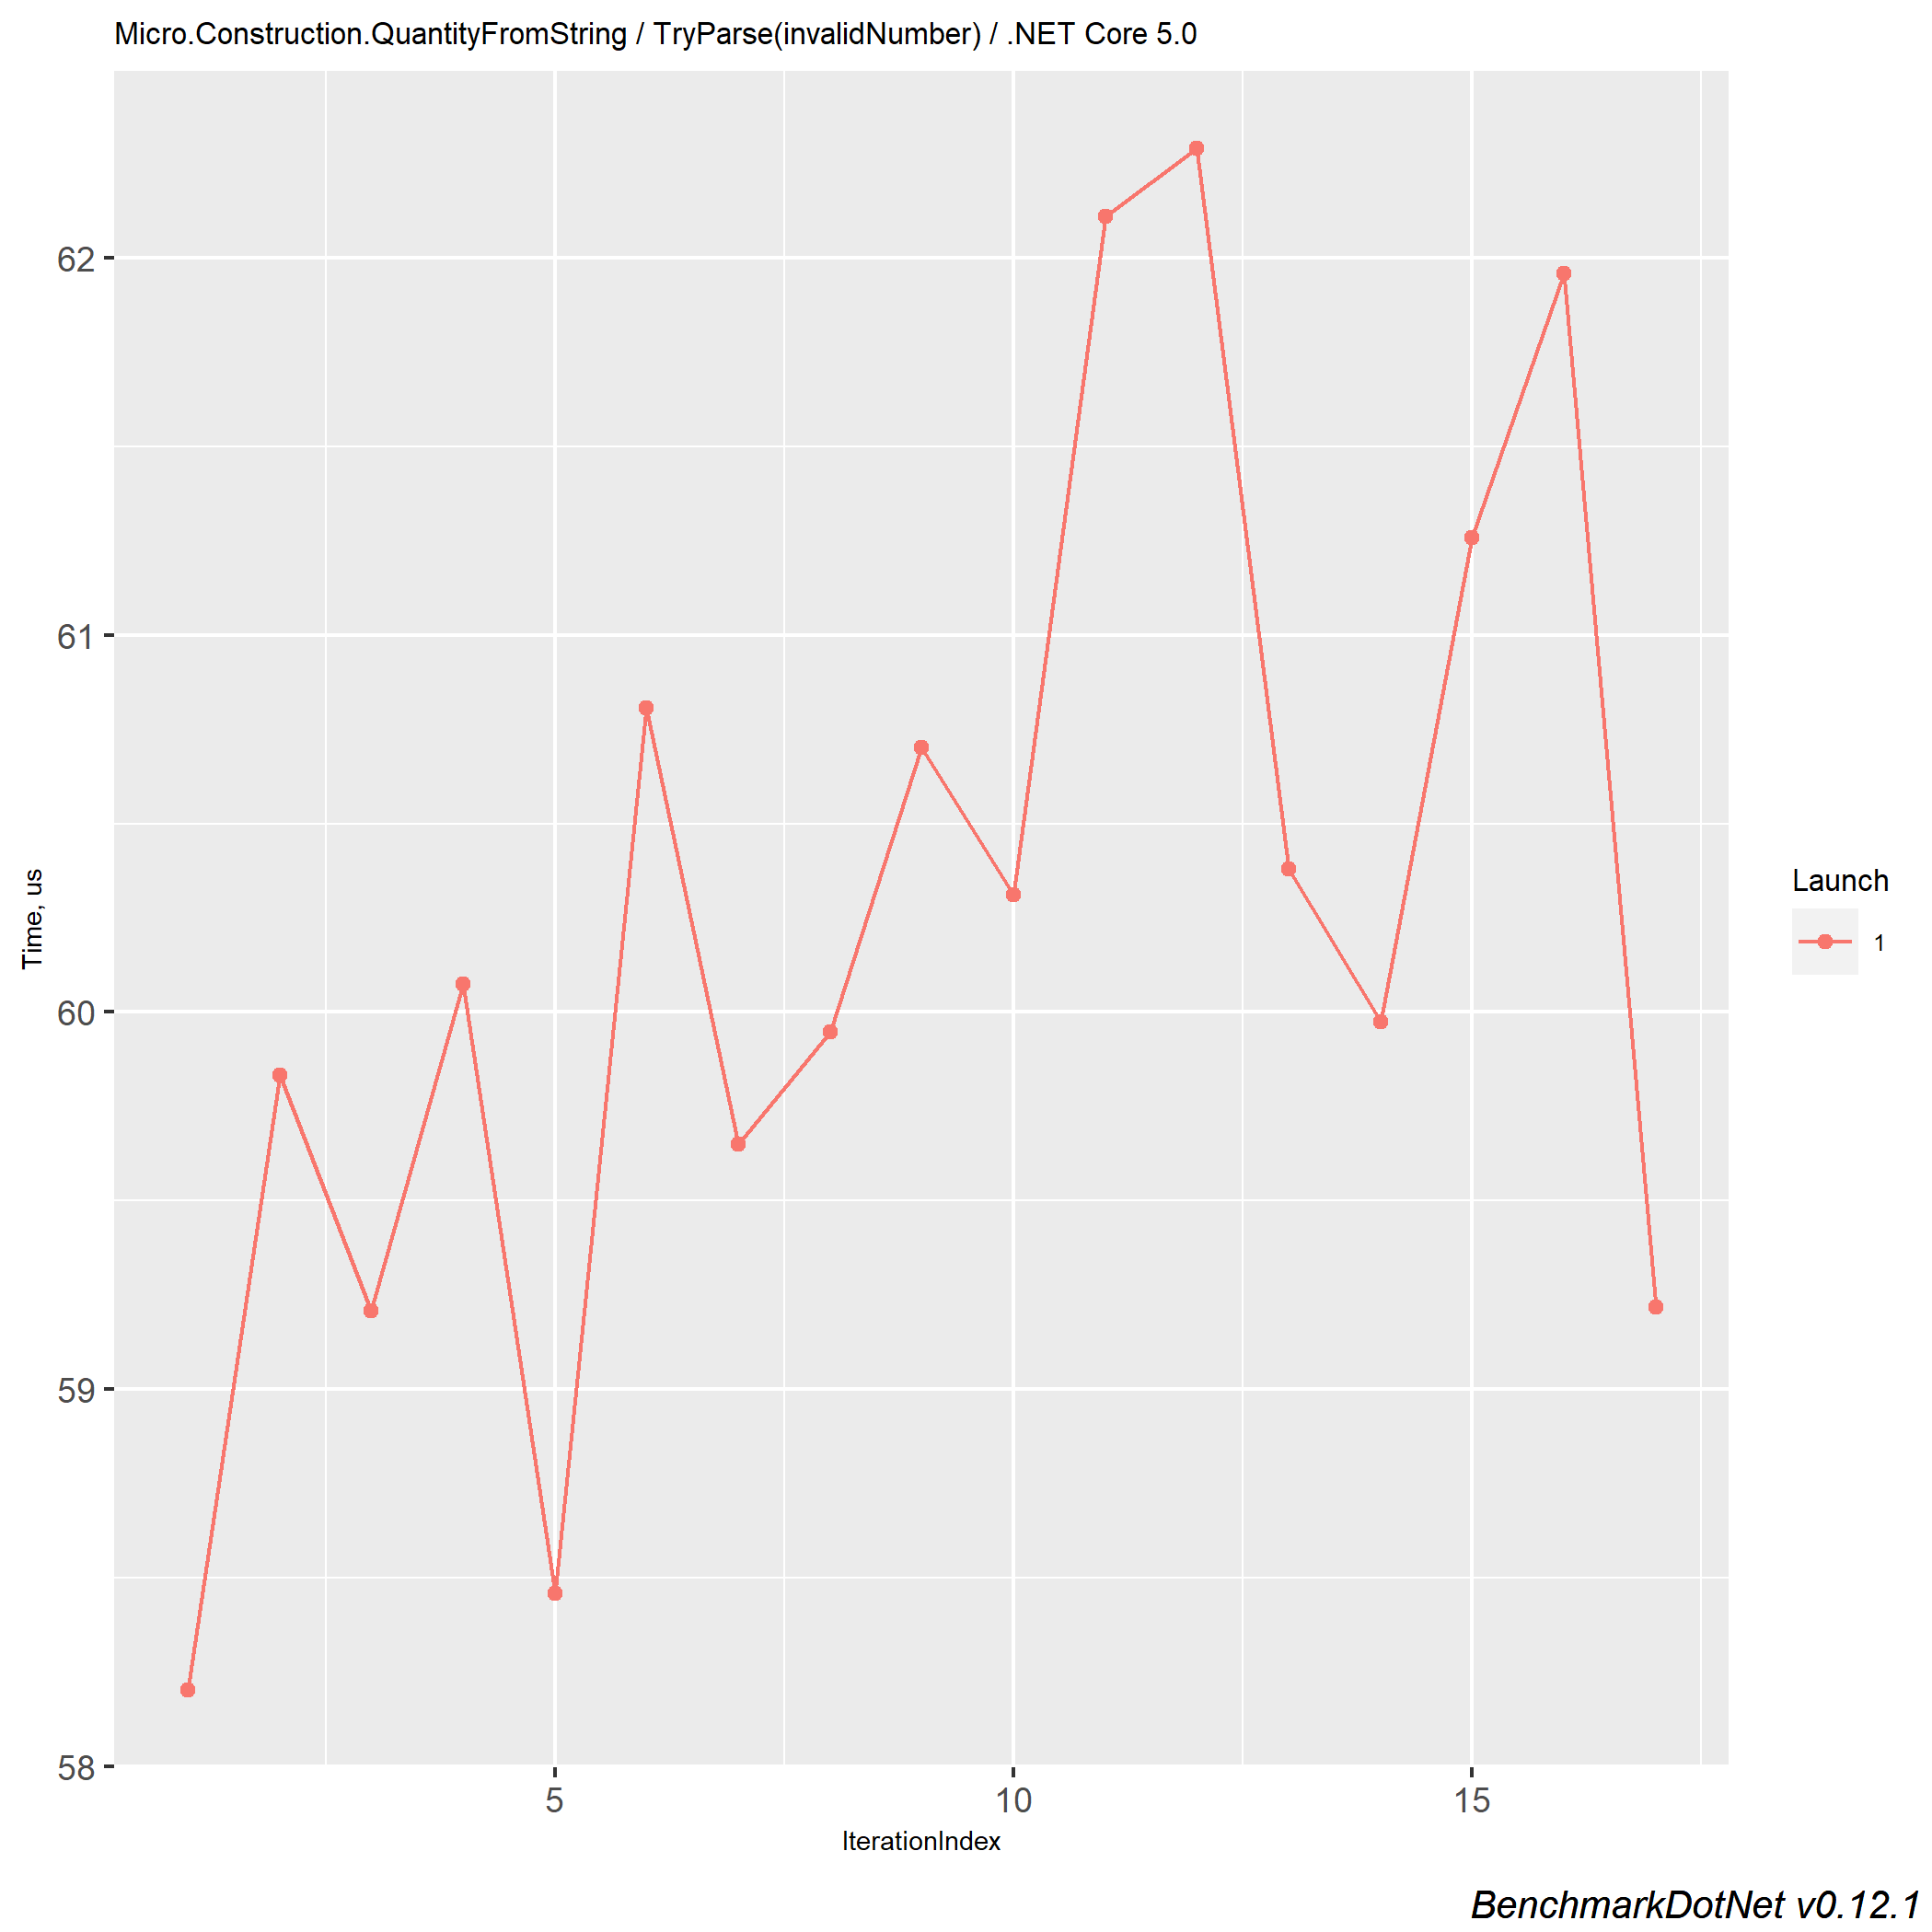 Micro.Construction.QuantityFromString / TryParse(invalidNumber) / .NET Core 5.0
62
61
60
59
58
Time, us
5 10 15
IterationIndex
Launch
1
BenchmarkDotNet v0.12.1